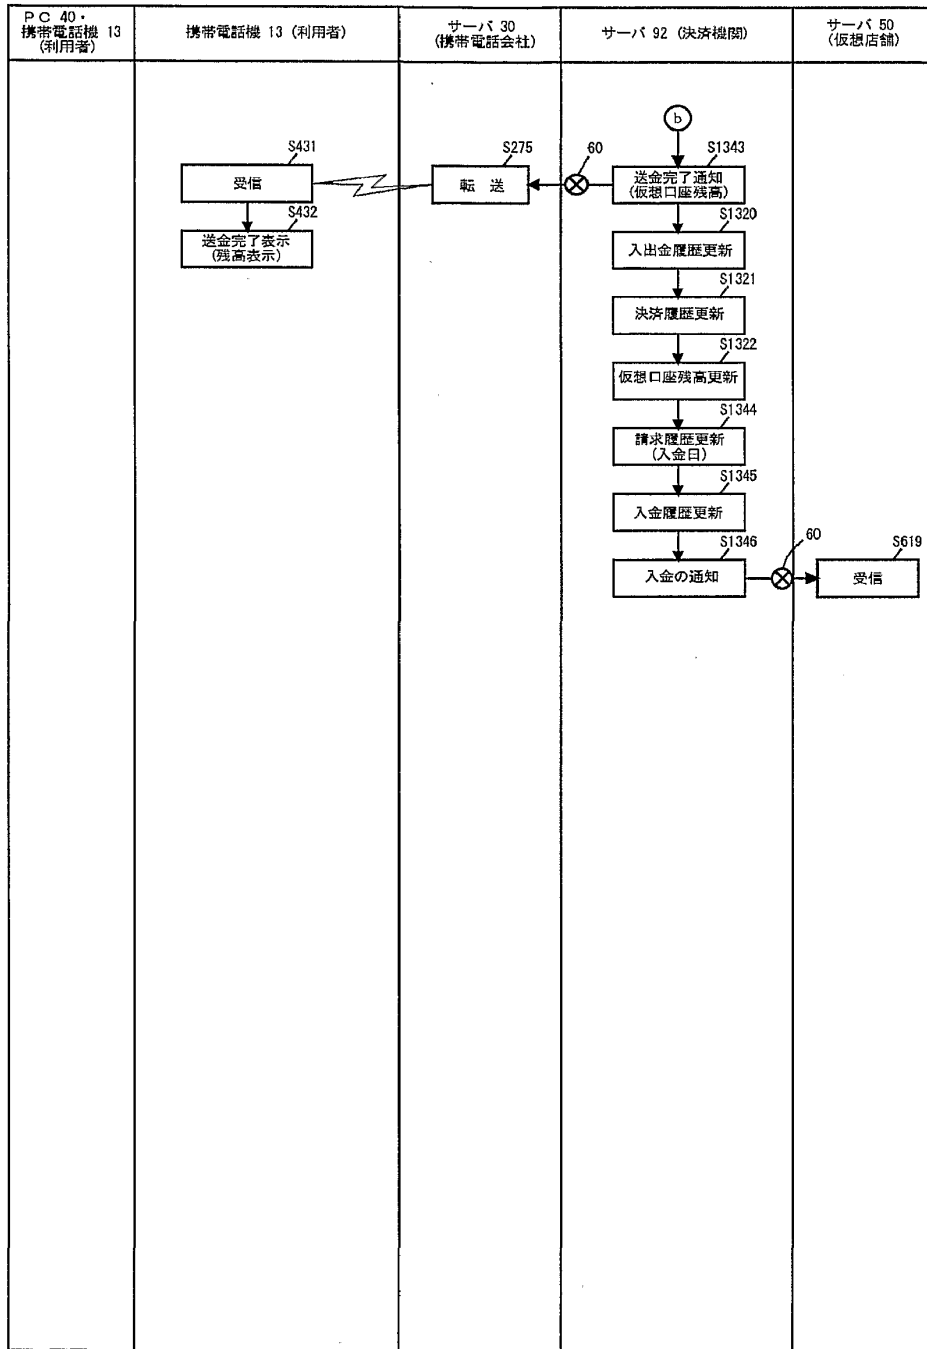 ＰＣ 40・
携帯電話機 13
(利用者)
携帯電話機 13 (利用者)
サーバ 30
(携帯電話会社)
サーバ 92 (決済機関)
サーバ 50
(仮想店舗)
b
S431
受信
S275
転　送
60
S1343
送金完了通知
(仮想口座残高)
S432
送金完了表示
(残高表示)
S1320
入出金履歴更新
S1321
決済履歴更新
S1322
仮想口座残高更新
S1344
請求履歴更新
(入金日)
S1345
入金履歴更新
S1346
入金の通知
60
S619
受信